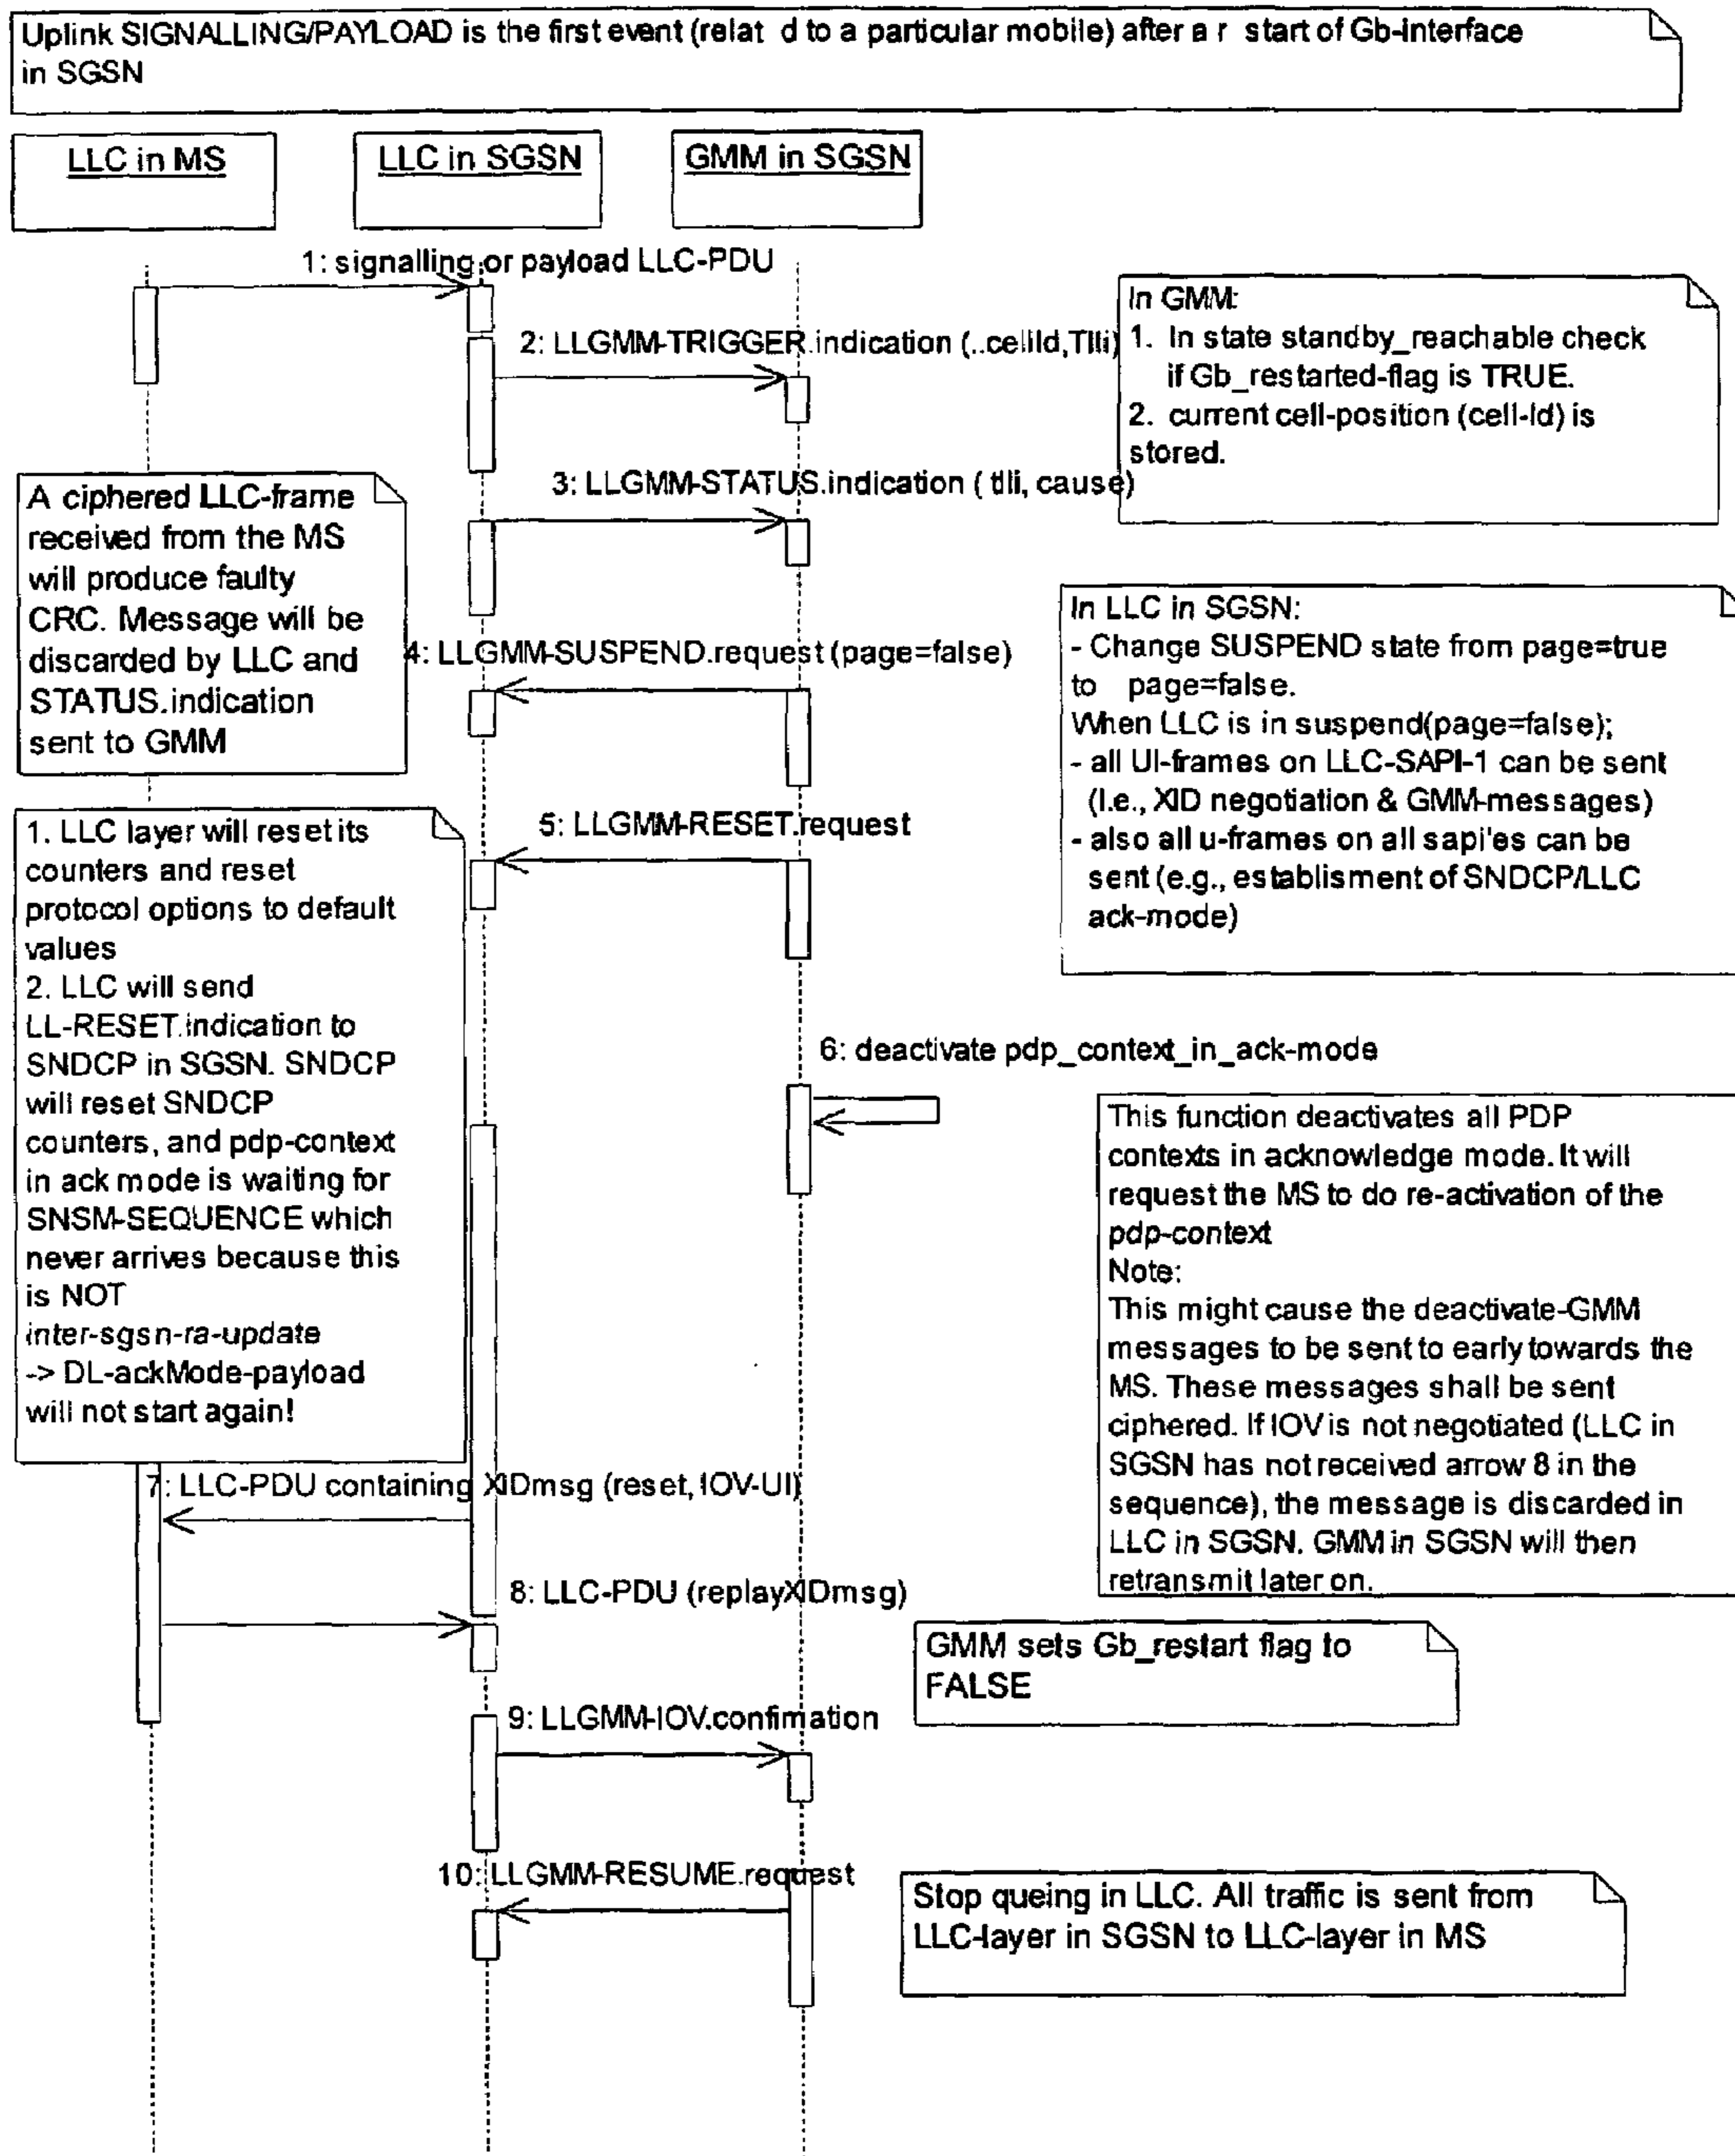 Uplink SIGNALLING/PAYLOAD is the first event (relat d to a particular mobile) after a r start of Gb-interface
in SGSN
LLC in MS
LLC in SGSN
GMM in SGSN
1: signalling or payload LLC-PDU
2: LLGMM-TRIGGER.indication (..cellId,Tlli)
In GMM:
1. In state standby_reachable check
if Gb_restarted-flag is TRUE.
2. current cell-position (cell-Id) is
stored.
3: LLGMM-STATUS.indication ( tlli, cause)
A ciphered LLC-frame
received from the MS
will produce faulty
CRC. Message will be
discarded by LLC and
STATUS.indication
sent to GMM
4: LLGMM-SUSPEND.request (page=false)
In LLC in SGSN:
- Change SUSPEND state from page=true
to page=false.
When LLC is in suspend(page=false);
- all UI-frames on LLC-SAPI-1 can be sent
(I.e., XID negotiation & GMM-messages)
- also all u-frames on all sapi'es can be
sent (e.g., establisment of SNDCP/LLC
ack-mode)
5: LLGMM-RESET.request
1. LLC layer will reset its
counters and reset
protocol options to default
values
2. LLC will send
LL-RESET.indication to
SNDCP in SGSN. SNDCP
will reset SNDCP
counters, and pdp-context
in ack mode is waiting for
SNSM-SEQUENCE which
never arrives because this
is NOT
inter-sgsn-ra-update
-> DL-ackMode-payload
will not start again!
6: deactivate pdp_context_in_ack-mode
This function deactivates all PDP
contexts in acknowledge mode. It will
request the MS to do re-activation of the
pdp-context
Note:
This might cause the deactivate-GMM
messages to be sent to early towards the
MS. These messages shall be sent
ciphered. If IOV is not negotiated (LLC in
SGSN has not received arrow 8 in the
sequence), the message is discarded in
LLC in SGSN. GMM in SGSN will then
retransmit later on.
7: LLC-PDU containing XIDmsg (reset, IOV-UI)
8: LLC-PDU (replayXIDmsg)
GMM sets Gb_restart flag to
FALSE
9: LLGMM-IOV.confimation
10: LLGMM-RESUME.request
Stop queing in LLC. All traffic is sent from
LLC-layer in SGSN to LLC-layer in MS